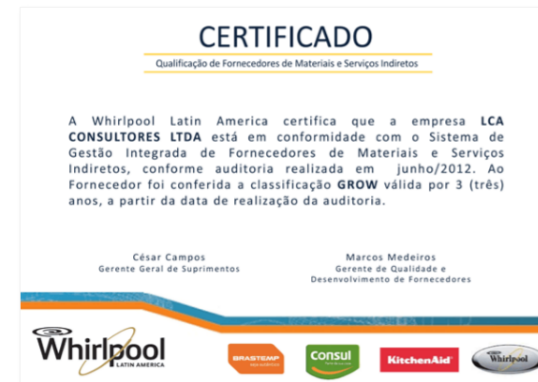 CERTIFICADO
Qualificação de Fornecedores de Materiais e Serviços Indiretos
A Whirlpool Latin America certifica que a empresa LCA
CONSULTORES LTDA está em conformidade com o Sistema de
Gestão Integrada de Fornecedores de Materiais e Serviços
Indiretos, conforme auditoria realizada em junho/2012. Ao
Fornecedor foi conferida a classificação GROW válida por 3 (três)
anos, a partir da data de realização da auditoria.
César Campos
Gerente Geral de Suprimentos
Marcos Medeiros
Gerente de Qualidade e
Desenvolvimento de Fornecedores
Whirlpool
LATIN AMERICA
BRASTEMP
Consul
KitchenAid
Whirlpool